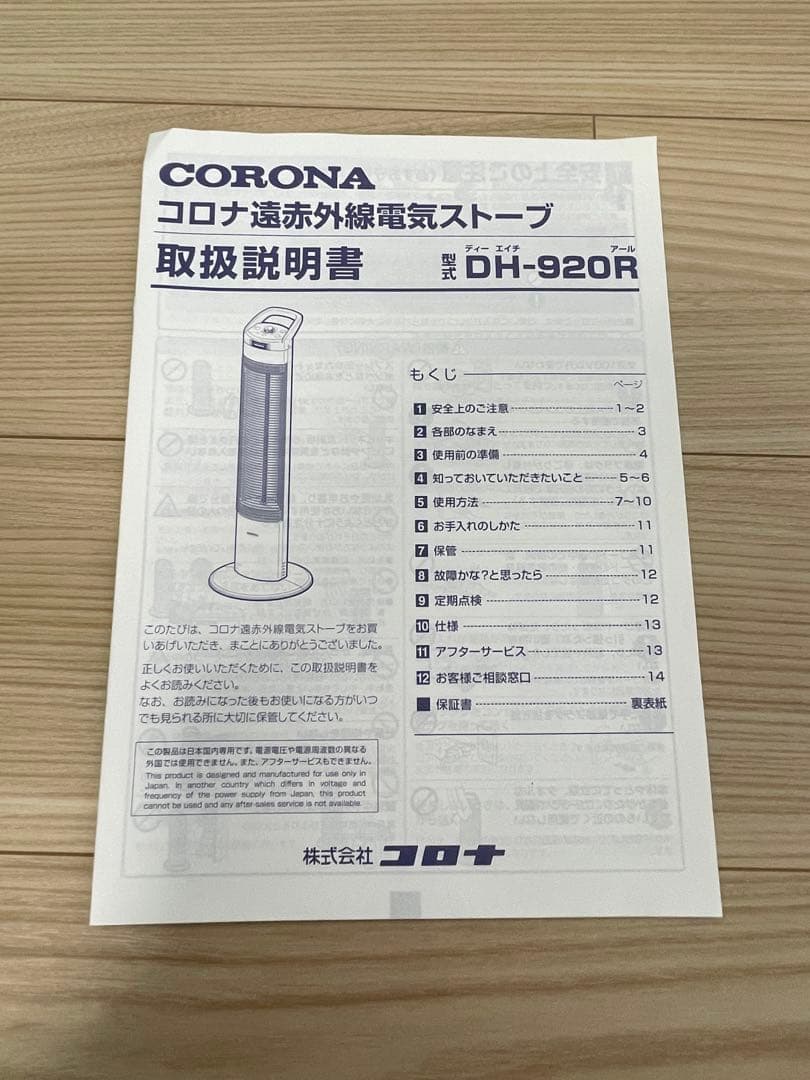 CORONA
コロナ遠赤外線電気ストーブ
取扱説明書
ディー エイチ アール
型式 DH-920R
もくじ
ページ
1 安全上のご注意 1～2
2 各部のなまえ 3
3 使用前の準備 4
4 知っておいていただきたいこと 5～6
5 使用方法 7～10
6 お手入れのしかた 11
7 保管 11
8 故障かな?と思ったら 12
9 定期点検 12
10 仕様 13
11 アフターサービス 13
12 お客様ご相談窓口 14
■ 保証書 裏表紙
このたびは、コロナ遠赤外線電気ストーブをお買
いあげいただき、まことにありがとうございました。
正しくお使いいただくために、この取扱説明書を
よくお読みください。
なお、お読みになった後もお使いになる方がいつ
でも見られる所に大切に保管してください。
この製品は日本国内専用です。電源電圧や電源周波数の異なる
外国では使用できません。また、アフターサービスもできません。
This product is designed and manufactured for use only in
Japan. In another country which differs in voltage and
frequency of the power supply from Japan, this product
cannot be used and any after-sales service is not available.
株式会社 コロナ